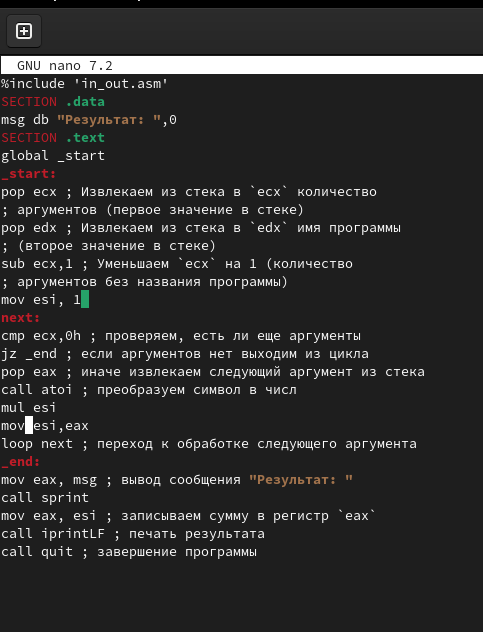 GNU nano 7.2
%include 'in_out.asm'
SECTION .data
msg db "Результат: ",0
SECTION .text
global _start
_start:
pop ecx ; Извлекаем из стека в `ecx` количество
; аргументов (первое значение в стеке)
pop edx ; Извлекаем из стека в `edx` имя программы
; (второе значение в стеке)
sub ecx,1 ; Уменьшаем `ecx` на 1 (количество
; аргументов без названия программы)
mov esi, 1
next:
cmp ecx,0h ; проверяем, есть ли еще аргументы
jz _end ; если аргументов нет выходим из цикла
pop eax ; иначе извлекаем следующий аргумент из стека
call atoi ; преобразуем символ в числ
mul esi
mov esi,eax
loop next ; переход к обработке следующего аргумента
_end:
mov eax, msg ; вывод сообщения "Результат: "
call sprint
mov eax, esi ; записываем сумму в регистр `eax`
call iprintLF ; печать результата
call quit ; завершение программы